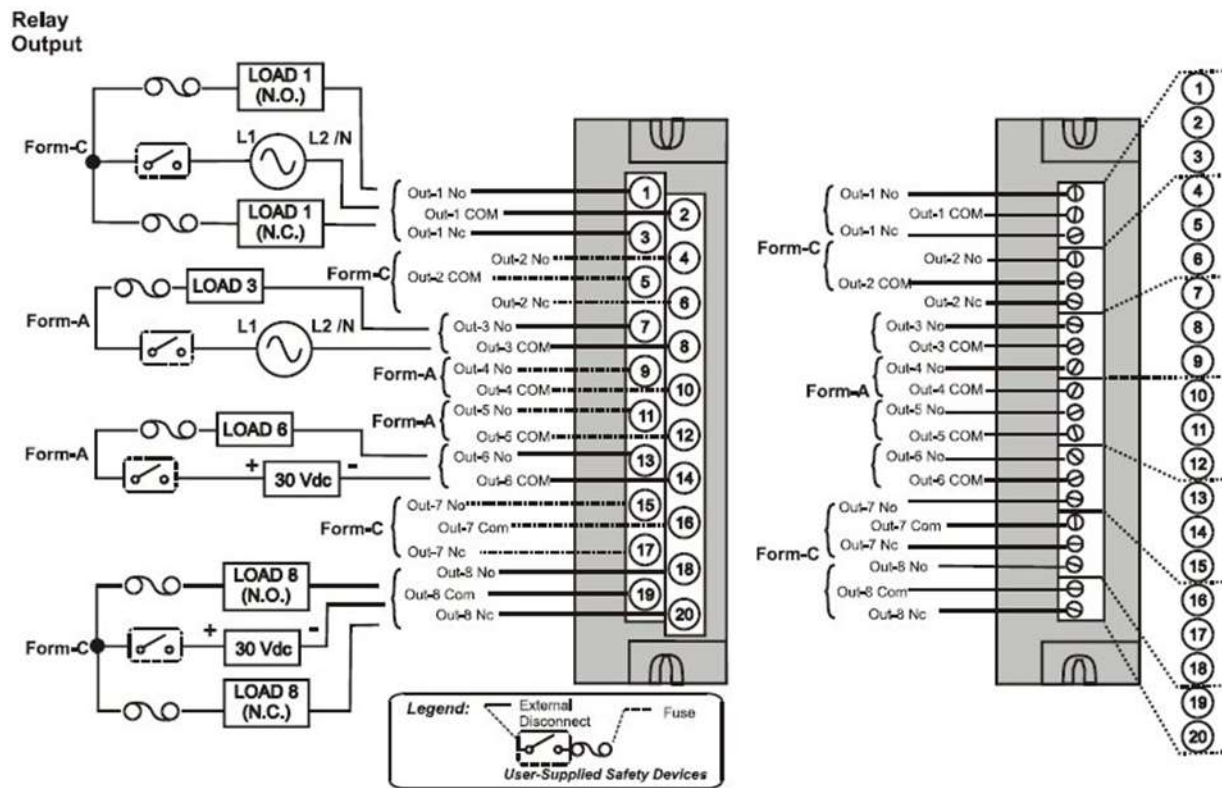 Relay
Output
LOAD 1
(N.O.)
Form-C
L1
L2 /N
LOAD 1
(N.C.)
Form-A
LOAD 3
L1
L2 /N
Form-A
LOAD 6
+
30 Vdc
-
Form-C
LOAD 8
(N.O.)
+
30 Vdc
-
LOAD 8
(N.C.)
Out-1 No
Out-1 COM
Out-1 Nc
Form-C
Out-2 No
Out-2 COM
Out-2 Nc
Out-3 No
Out-3 COM
Form-A
Out-4 No
Out-4 COM
Form-A
Out-5 No
Out-5 COM
Out-6 No
Out-6 COM
Form-C
Out-7 No
Out-7 Com
Out-7 Nc
Out-8 No
Out-8 Com
Out-8 Nc
1
2
3
4
5
6
7
8
9
10
11
12
13
14
15
16
17
18
19
20
Legend:
External
Disconnect
Fuse
User-Supplied Safety Devices
Out-1 No
Out-1 COM
Out-1 Nc
Form-C
Out-2 No
Out-2 COM
Out-2 Nc
Out-3 No
Out-3 COM
Form-A
Out-4 No
Out-4 COM
Out-5 No
Out-5 COM
Out-6 No
Out-6 COM
Out-7 No
Out-7 Com
Form-C
Out-7 Nc
Out-8 No
Out-8 Com
Out-8 Nc
1
2
3
4
5
6
7
8
9
10
11
12
13
14
15
16
17
18
19
20